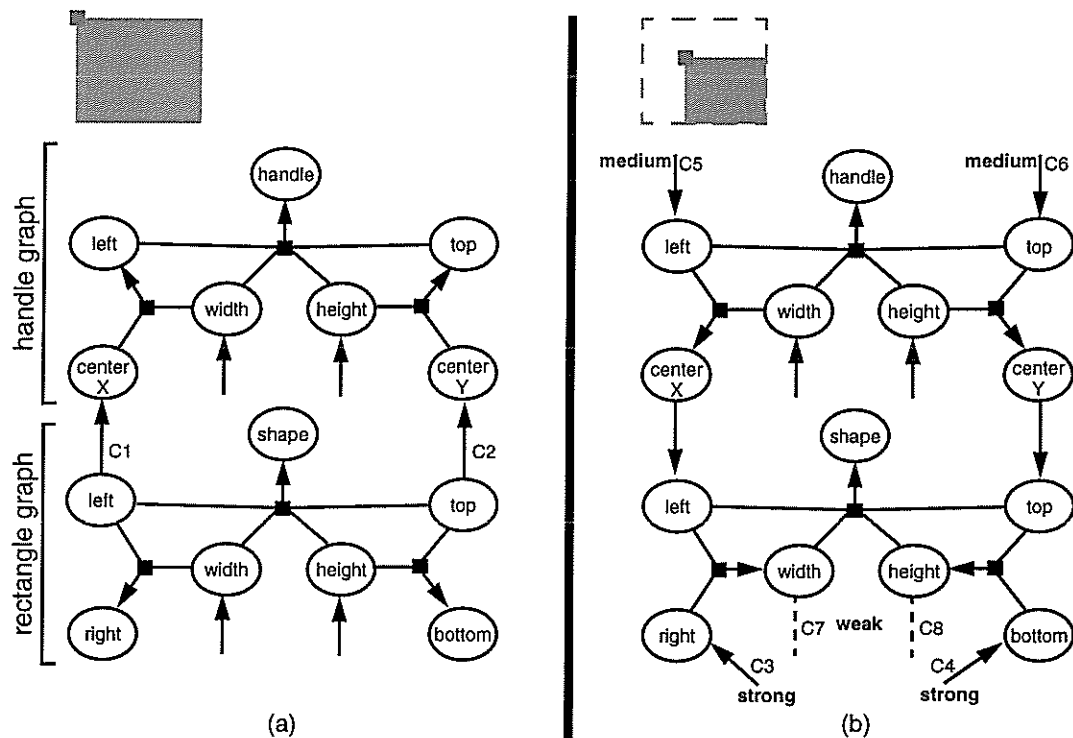 handle graph
handle
left
top
width
height
center
X
center
Y
C1
C2
rectangle graph
shape
left
top
width
height
right
bottom
(a)
medium
C5
medium
C6
handle
left
top
width
height
center
X
center
Y
shape
left
top
width
height
C7
weak
C8
right
bottom
C3
C4
strong
strong
(b)